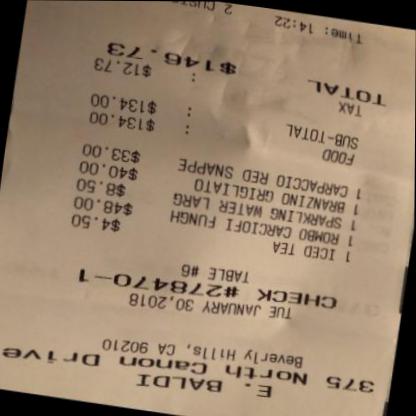 E. BALDI
375 North Canon Drive
Beverly Hills, CA 90210
TUE JANUARY 30,2018
CHECK #278470-1
TABLE #6
1 ICED TEA $4.50
1 ROMBO CARCIOFI FUNGH $48.00
1 SPARKLING WATER LARG $8.50
1 BRANZINO GRIGLIATO $40.00
1 CARPACCIO RED SNAPPE $33.00
FOOD : $134.00
SUB-TOTAL : $134.00
TAX : $12.73
TOTAL $146.73
Time: 14:22 2